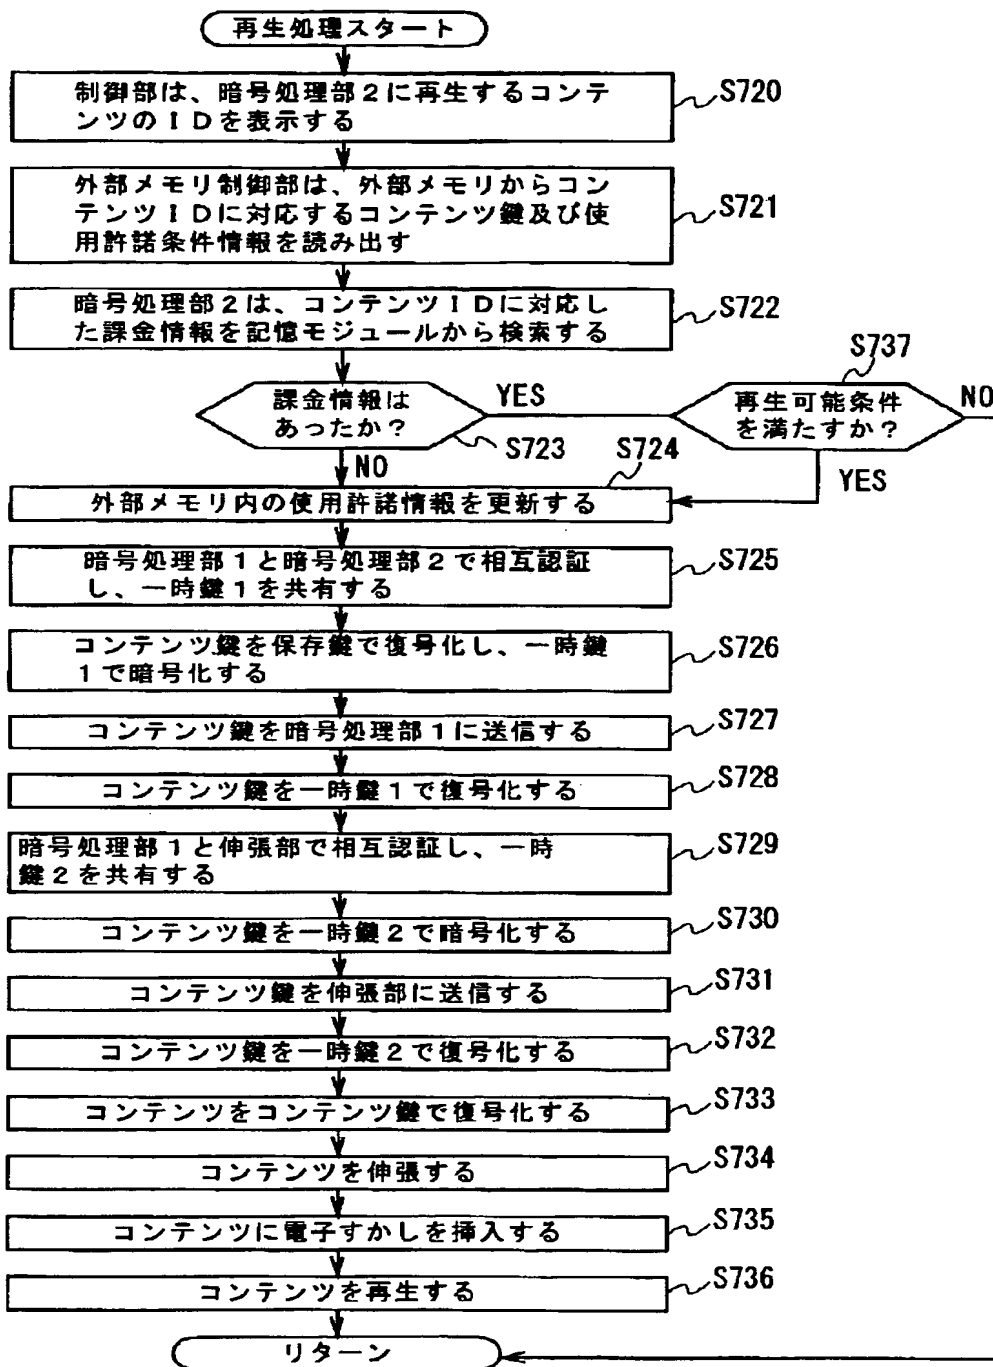 再生処理スタート
制御部は、暗号処理部2に再生するコンテ
ンツのIDを表示する
S720
外部メモリ制御部は、外部メモリからコン
テンツIDに対応するコンテンツ鍵及び使
用許諾条件情報を読み出す
S721
暗号処理部2は、コンテンツIDに対応し
た課金情報を記憶モジュールから検索する
S722
課金情報は
あったか?
S723
YES
NO
S737
再生可能条件
を満たすか?
NO
YES
S724
外部メモリ内の使用許諾情報を更新する
暗号処理部1と暗号処理部2で相互認証
し、一時鍵1を共有する
S725
コンテンツ鍵を保存鍵で復号化し、一時鍵
1で暗号化する
S726
コンテンツ鍵を暗号処理部1に送信する
S727
コンテンツ鍵を一時鍵1で復号化する
S728
暗号処理部1と伸張部で相互認証し、一時
鍵2を共有する
S729
コンテンツ鍵を一時鍵2で暗号化する
S730
コンテンツ鍵を伸張部に送信する
S731
コンテンツ鍵を一時鍵2で復号化する
S732
コンテンツをコンテンツ鍵で復号化する
S733
コンテンツを伸張する
S734
コンテンツに電子すかしを挿入する
S735
コンテンツを再生する
S736
リターン